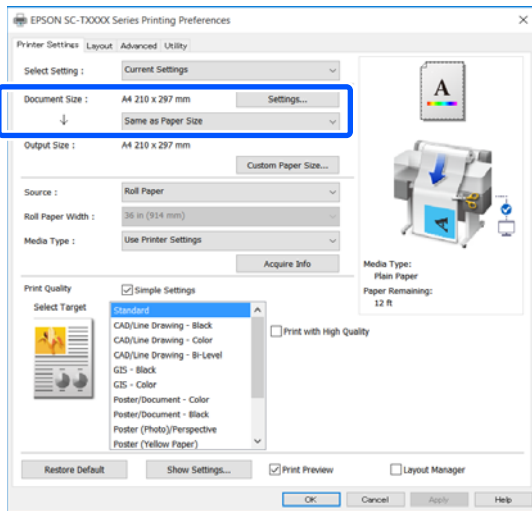 EPSON SC-TXXXX Series Printing Preferences
Printer Settings Layout Advanced Utility
Select Setting : Current Settings
Document Size : A4 210 x 297 mm Settings...
↓ Same as Paper Size
Output Size : A4 210 x 297 mm
Custom Paper Size...
Source : Roll Paper
Roll Paper Width : 36 in (914 mm)
Media Type : Use Printer Settings
Acquire Info
A
Media Type:
Plain Paper
Paper Remaining:
12 ft
Print Quality Simple Settings
Select Target
Standard
CAD/Line Drawing - Black
CAD/Line Drawing - Color
CAD/Line Drawing - Bi-Level
GIS - Black
GIS - Color
Poster/Document - Color
Poster/Document - Black
Poster (Photo)/Perspective
Poster (Yellow Paper)
Print with High Quality
Restore Default Show Settings... Print Preview Layout Manager
OK Cancel Apply Help